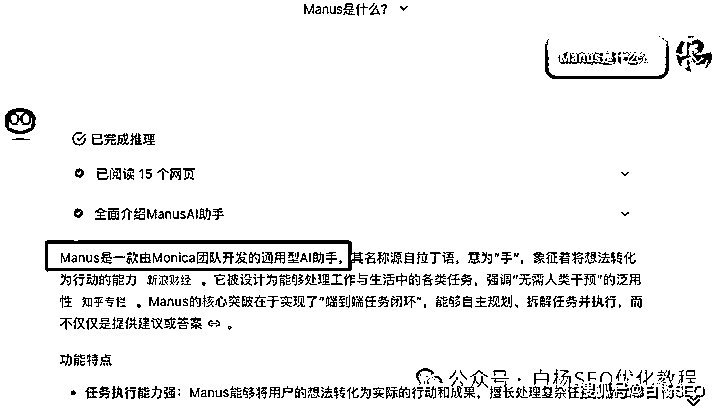 Manus是什么?
Manus是什么
已完成推理
已阅读 15 个网页
全面介绍ManusAI助手
Manus是一款由Monica团队开发的通用型AI助手，其名称源自拉丁语，意为"手"，象征着将想法转化
为行动的能力 新浪财经 。它被设计为能够处理工作与生活中的各类任务，强调"无需人类干预"的泛用
性 知乎专栏 。Manus的核心突破在于实现了"端到端任务闭环"，能够自主规划、拆解任务并执行，而
不仅仅是提供建议或答案 。
功能特点
公众号：白杨SEO优化教程
• 任务执行能力强：Manus能够将用户的想法转化为实际的行动和成果，擅长处理复杂任务
搜狐号@白杨SEO